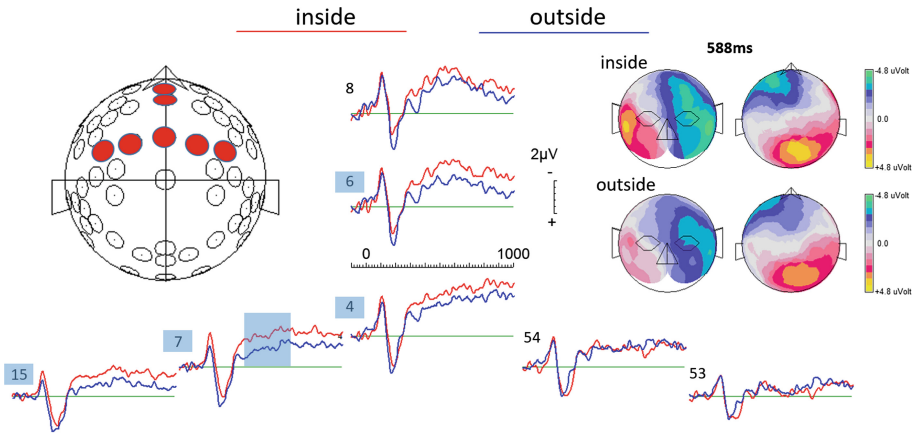 inside
outside
588ms
inside
-4.8 uVolt
0.0
+4.8 uVolt
8
2µV
-
+
6
outside
-4.8 uVolt
0.0
+4.8 uVolt
0
1000
4
7
54
15
53